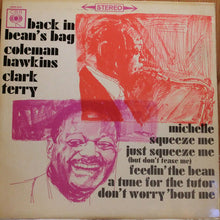 STEREO
CBS
back in
bean's bag
coleman
hawkins
clark
terry
michelle
squeeze me
just squeeze me
(but don't tease me)
feedin' the bean
a tune for the tutor
don't worry 'bout me